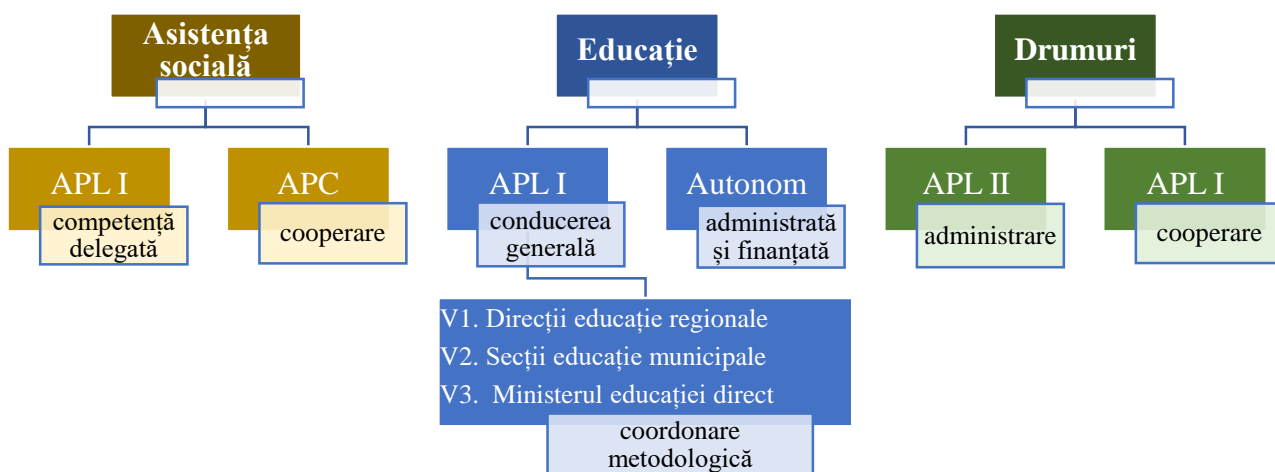 Asistența
socială
Educație
Drumuri
APL I
competență
delegată
APC
cooperare
APL I
conducerea
generală
Autonom
administrată
și finanțată
APL II
administrare
APL I
cooperare
V1. Direcții educație regionale
V2. Secții educație municipale
V3. Ministerul educației direct
coordonare
metodologică